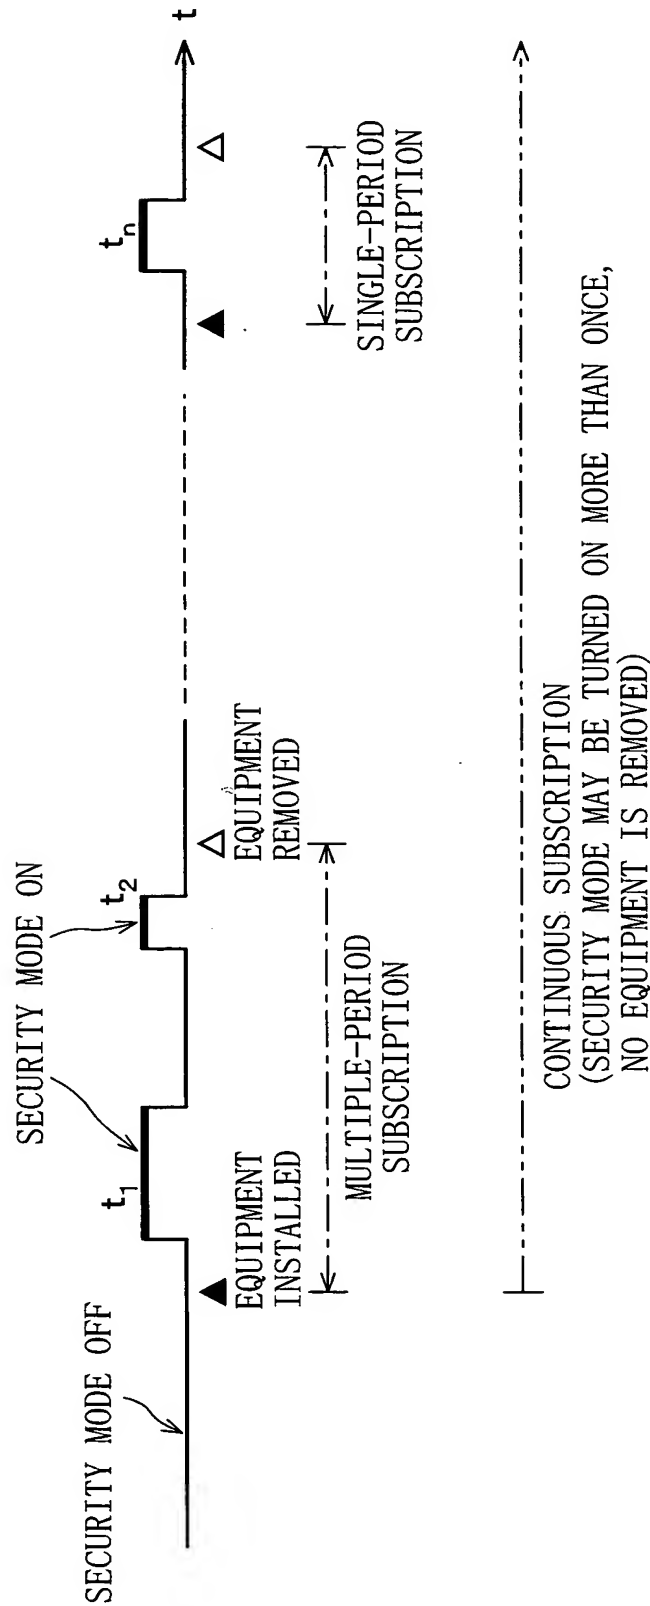 SECURITY MODE OFF
SECURITY MODE ON
t1
t2
tn
t
EQUIPMENT
INSTALLED
EQUIPMENT
REMOVED
MULTIPLE-PERIOD
SUBSCRIPTION
SINGLE-PERIOD
SUBSCRIPTION
CONTINUOUS SUBSCRIPTION
(SECURITY MODE MAY BE TURNED ON MORE THAN ONCE,
NO EQUIPMENT IS REMOVED)